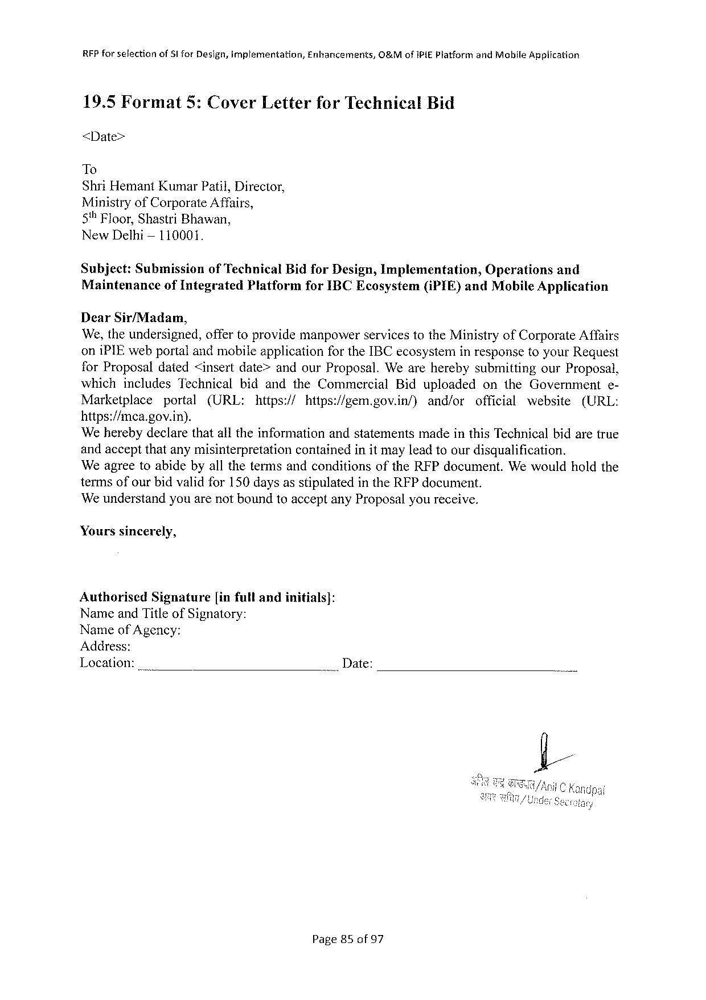 RFP for selection of SI for Design, Implementation, Enhancements, O&M of iPIE Platform and Mobile Application
19.5 Format 5: Cover Letter for Technical Bid
<Date>
To
Shri Hemant Kumar Patil, Director,
Ministry of Corporate Affairs,
5th Floor, Shastri Bhawan,
New Delhi – 110001.
Subject: Submission of Technical Bid for Design, Implementation, Operations and
Maintenance of Integrated Platform for IBC Ecosystem (iPIE) and Mobile Application
Dear Sir/Madam,
We, the undersigned, offer to provide manpower services to the Ministry of Corporate Affairs
on iPIE web portal and mobile application for the IBC ecosystem in response to your Request
for Proposal dated <insert date> and our Proposal. We are hereby submitting our Proposal,
which includes Technical bid and the Commercial Bid uploaded on the Government e-
Marketplace portal (URL: https:// https://gem.gov.in/) and/or official website (URL:
https://mca.gov.in).
We hereby declare that all the information and statements made in this Technical bid are true
and accept that any misinterpretation contained in it may lead to our disqualification.
We agree to abide by all the terms and conditions of the RFP document. We would hold the
terms of our bid valid for 150 days as stipulated in the RFP document.
We understand you are not bound to accept any Proposal you receive.
Yours sincerely,
Authorised Signature [in full and initials]:
Name and Title of Signatory:
Name of Agency:
Address:
Location: ____________________________ Date: ____________________________
/Anil C Kandpal
अवर सचिव/Under Secretary
Page 85 of 97